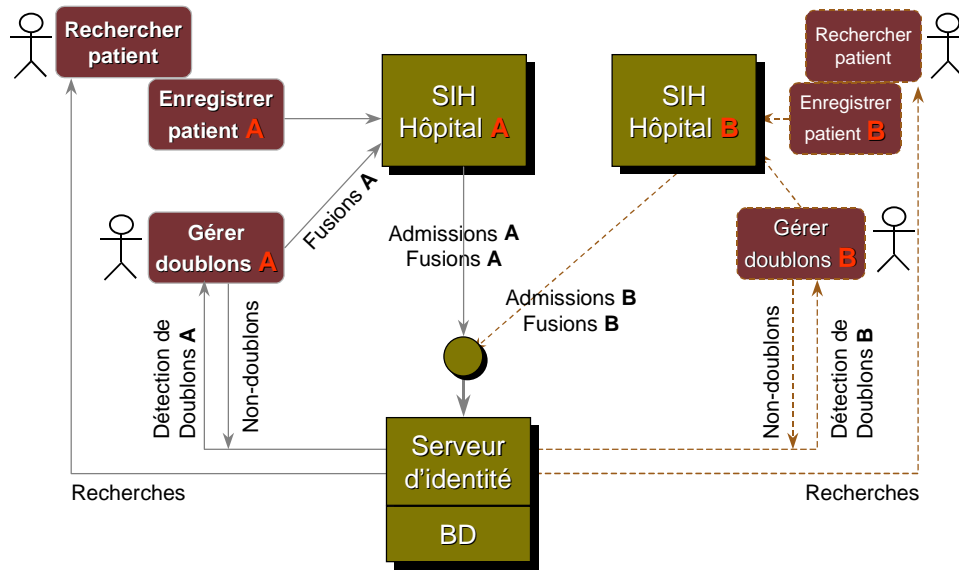 Rechercher
patient
Enregistrer
patient A
SIH
Hôpital A
SIH
Hôpital B
Rechercher
patient
Enregistrer
patient B
Fusions A
Gérer
doublons A
Admissions A
Fusions A
Admissions B
Fusions B
Gérer
doublons B
Détection de
Doublons A
Non-doublons
Non-doublons
Détection de
Doublons B
Serveur
d’identité
BD
Recherches
Recherches